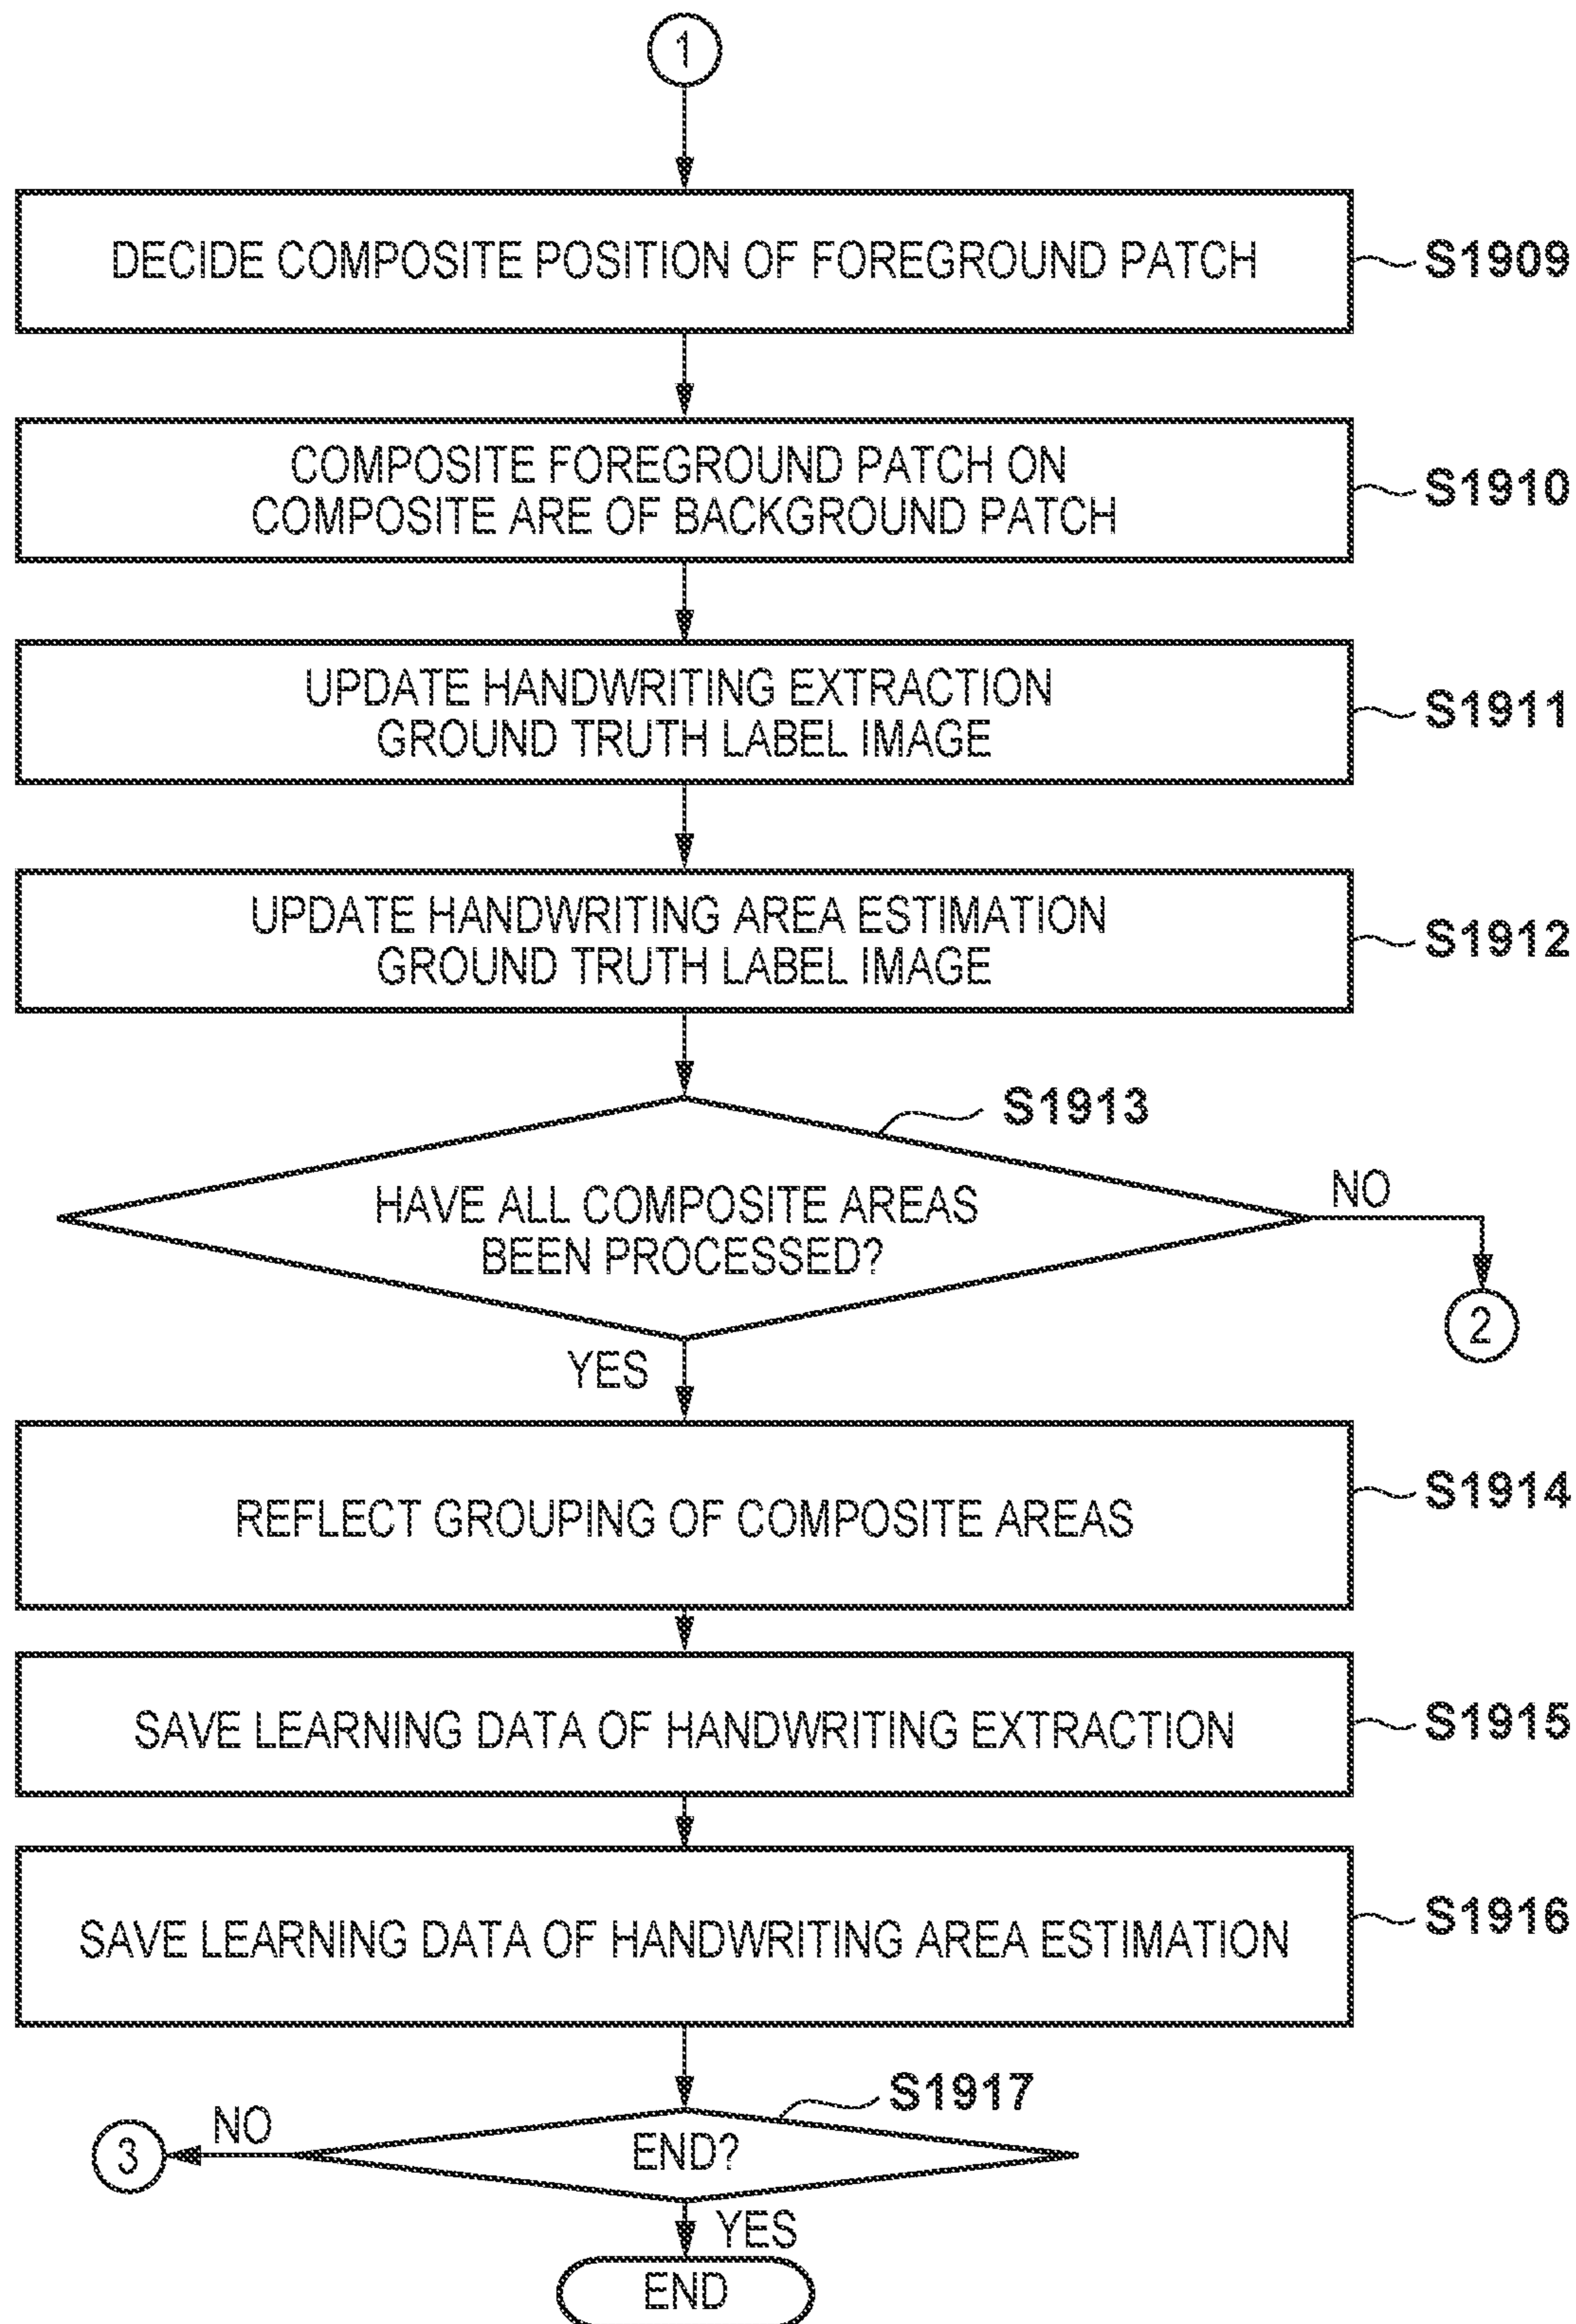 1
DECIDE COMPOSITE POSITION OF FOREGROUND PATCH
S1909
COMPOSITE FOREGROUND PATCH ON
COMPOSITE ARE OF BACKGROUND PATCH
S1910
UPDATE HANDWRITING EXTRACTION
GROUND TRUTH LABEL IMAGE
S1911
UPDATE HANDWRITING AREA ESTIMATION
GROUND TRUTH LABEL IMAGE
S1912
S1913
HAVE ALL COMPOSITE AREAS
BEEN PROCESSED?
NO
2
YES
REFLECT GROUPING OF COMPOSITE AREAS
S1914
SAVE LEARNING DATA OF HANDWRITING EXTRACTION
S1915
SAVE LEARNING DATA OF HANDWRITING AREA ESTIMATION
S1916
S1917
END?
NO
3
YES
END